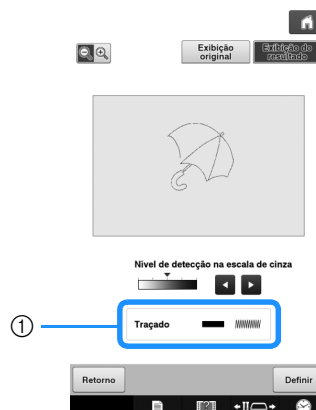 Exibição
original
Exibição do
resultado
Nível de detecção na escala de cinza
1
Traçado
Retorno
Definir